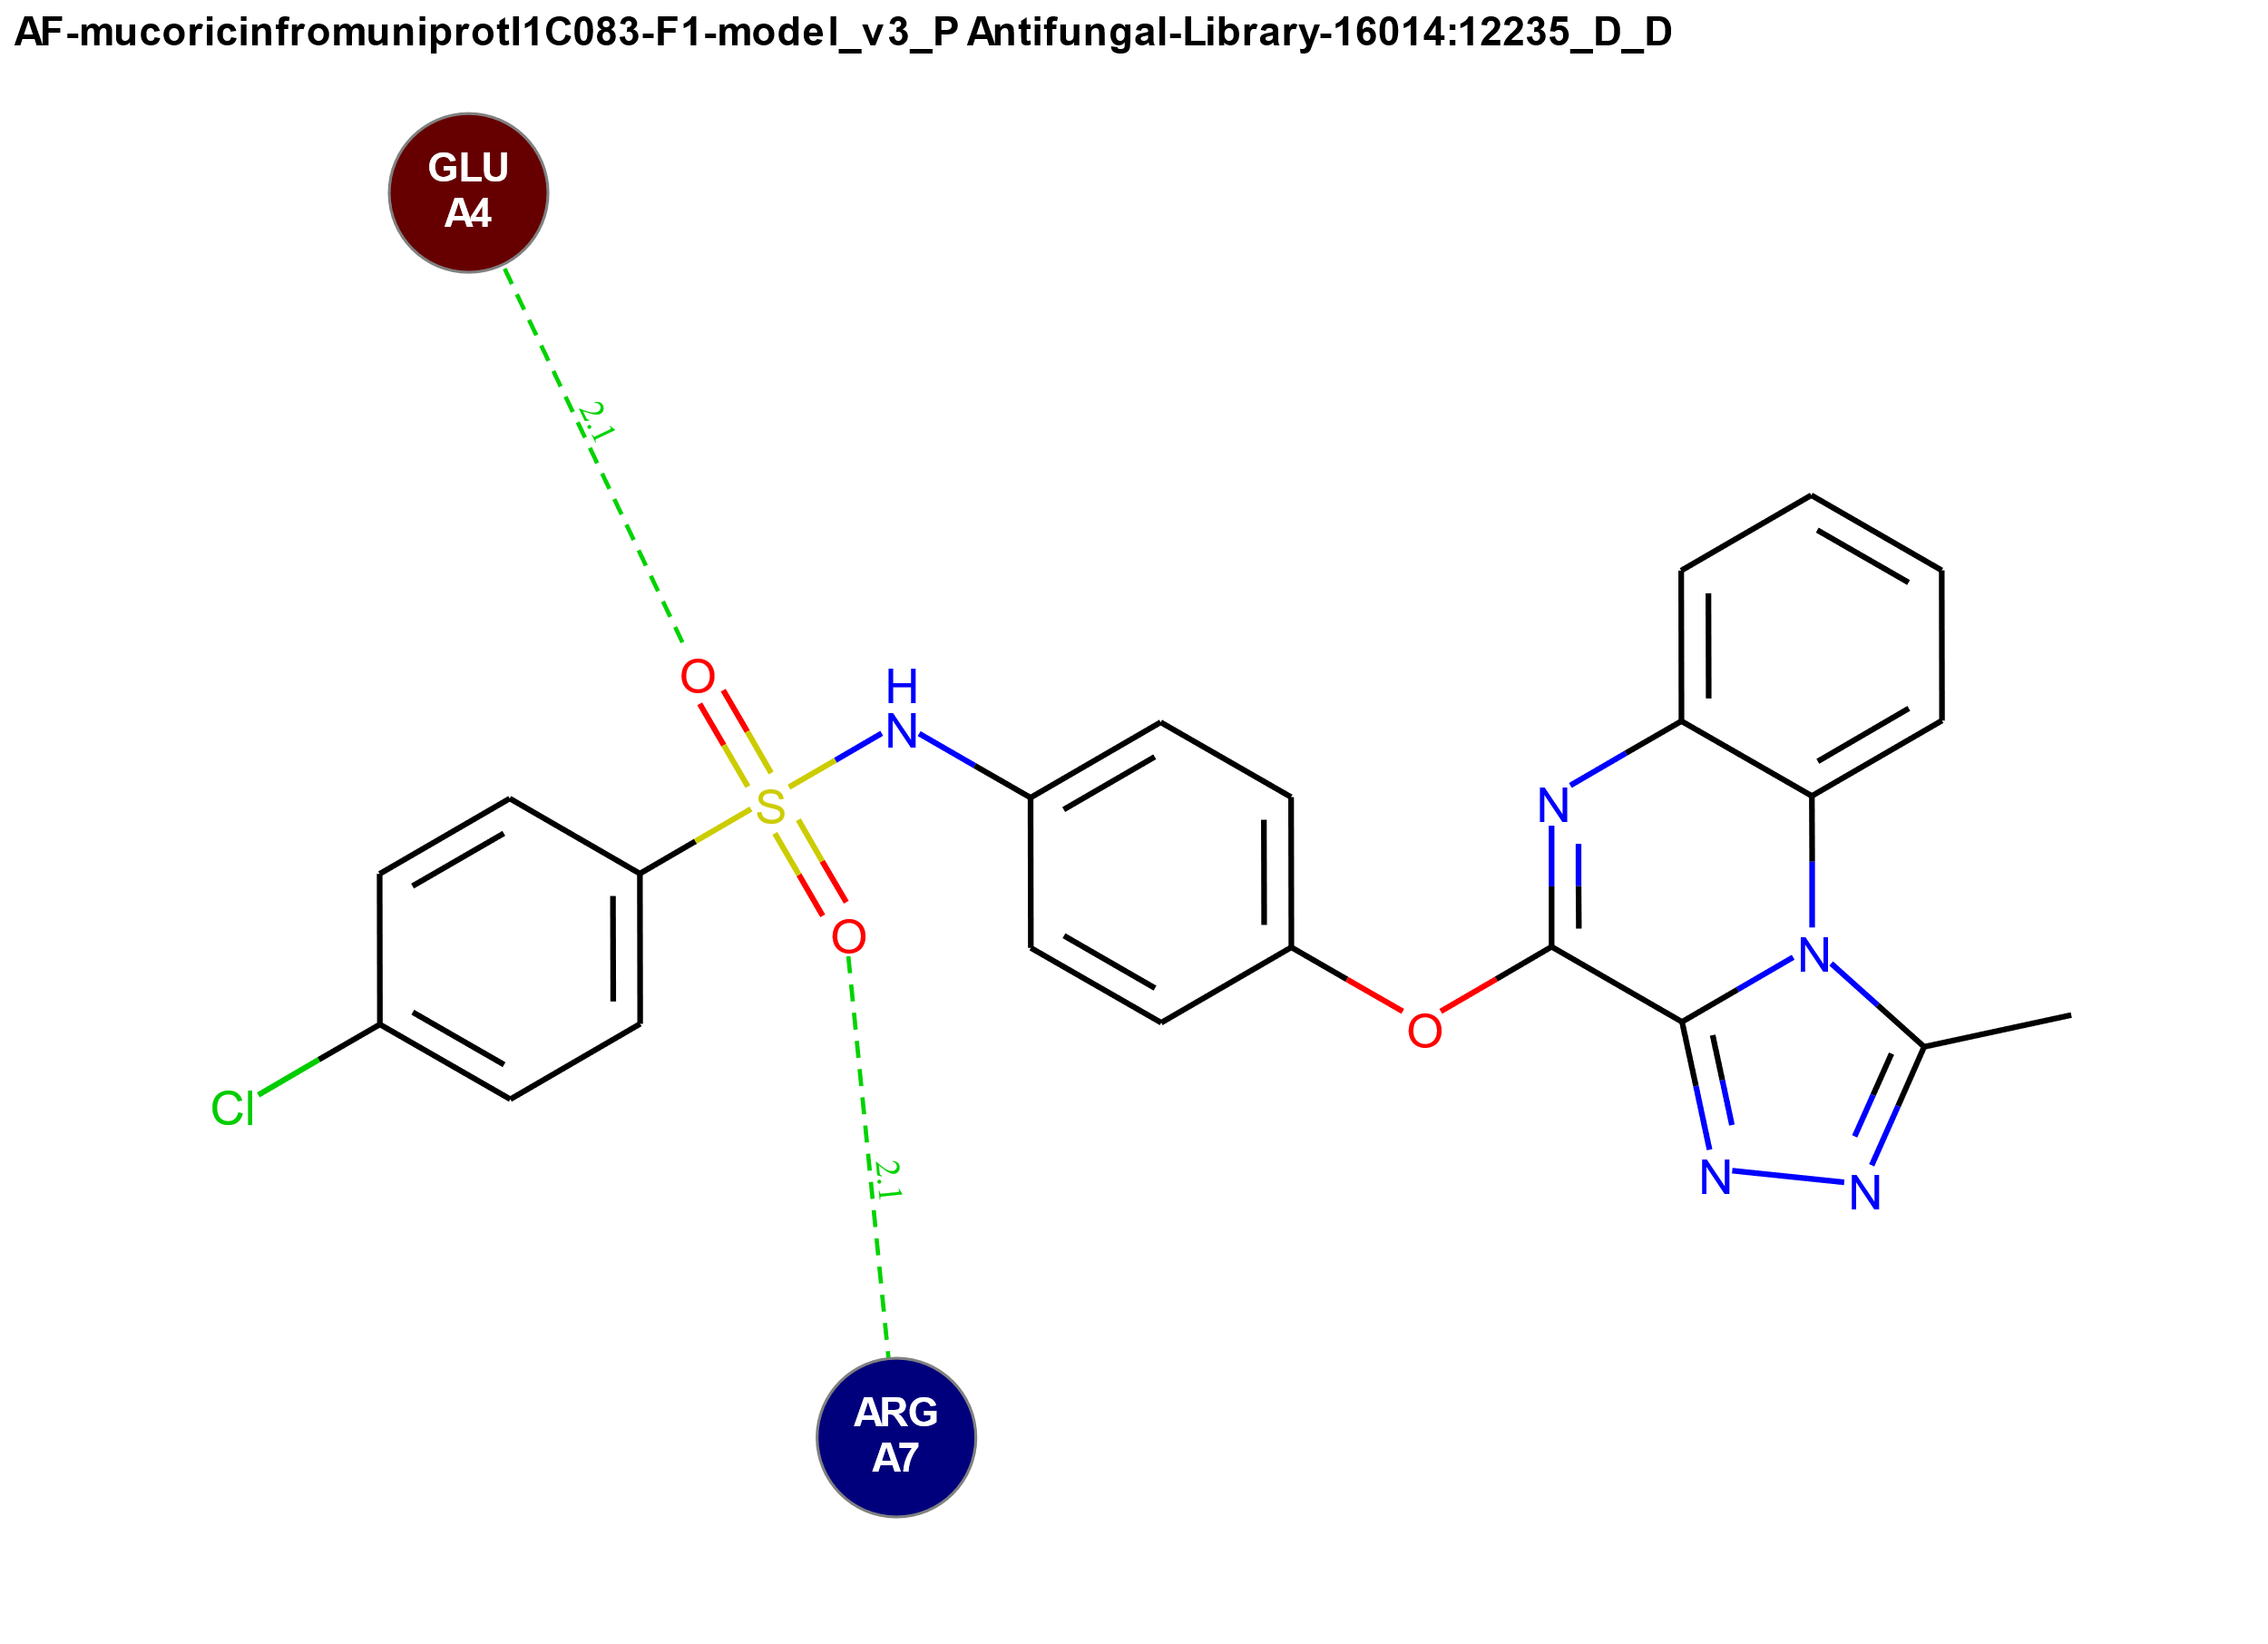 AF-mucoricinfromuniprotI1C083-F1-model_v3_P Antifungal-Library-16014:12235_D_D
GLU
A4
2.1
O
H
N
S
N
O
N
O
Cl
N
N
2.1
ARG
A7